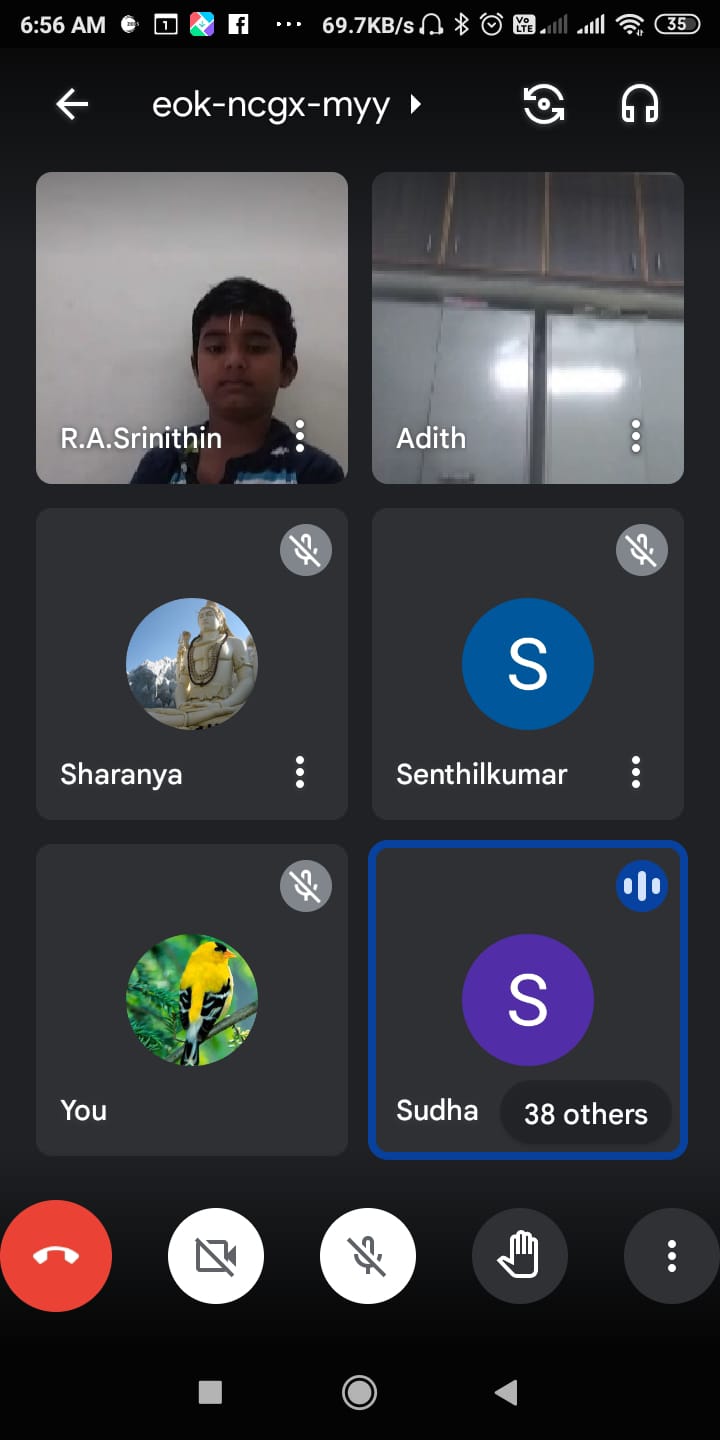 6:56 AM 1 ... 69.7KB/s Vo LTE 35
eok-ncgx-myy
R.A.Srinithin
Adith
Sharanya
S
Senthilkumar
You
S
Sudha
38 others